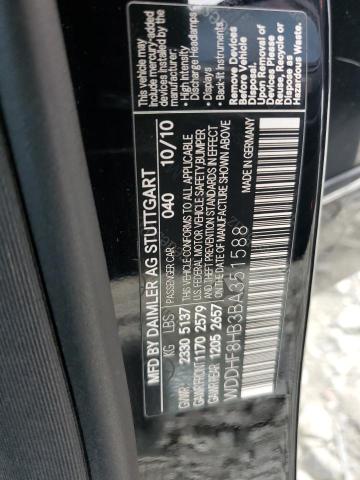 This vehicle may
include mercury-added
devices installed by the
manufacturer:
• High Intensity
Discharge Headlamps
• Displays
• Back-lit Instruments
Remove Devices
Before Vehicle
Disposal.
Upon Removal of
Devices Please
Reuse, Recycle or
Dispose as
Hazardous Waste.
MFD BY DAIMLER AG STUTTGART
PASSENGER CAR 040 10/10
KG LBS
GVWR: 2330 5137
GAWR FRONT 1170 2579
GAWR REAR: 1205 2657
THIS VEHICLE CONFORMS TO ALL APPLICABLE
U.S. FEDERAL MOTOR VEHICLE SAFETY BUMPER
AND THEFT PREVENTION STANDARDS IN EFFECT
ON THE DATE OF MANUFACTURE SHOWN ABOVE
WDDHF8HB3BA351588